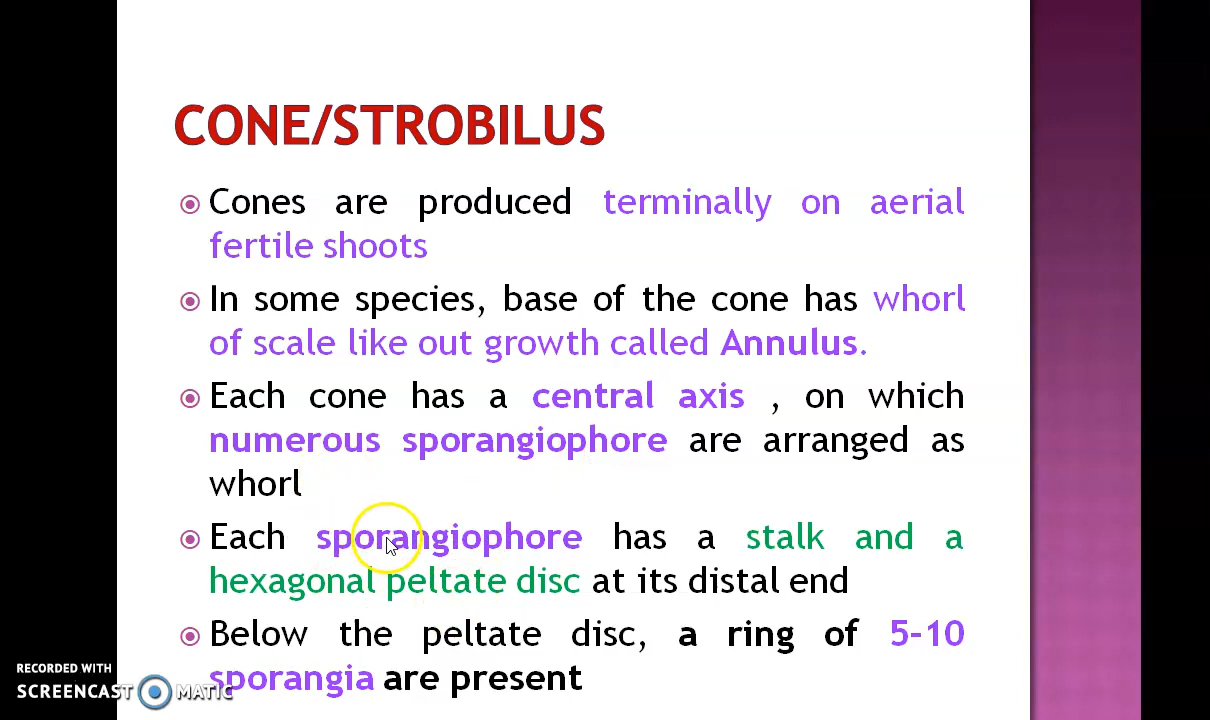 CONE/STROBILUS
Cones are produced terminally on aerial
fertile shoots
In some species, base of the cone has whorl
of scale like out growth called Annulus.
Each cone has a central axis , on which
numerous sporangiophore are arranged as
whorl
Each sporangiophore has a stalk and a
hexagonal peltate disc at its distal end
Below the peltate disc, a ring of 5-10
sporangia are present
RECORDED WITH
SCREENCAST MATIC